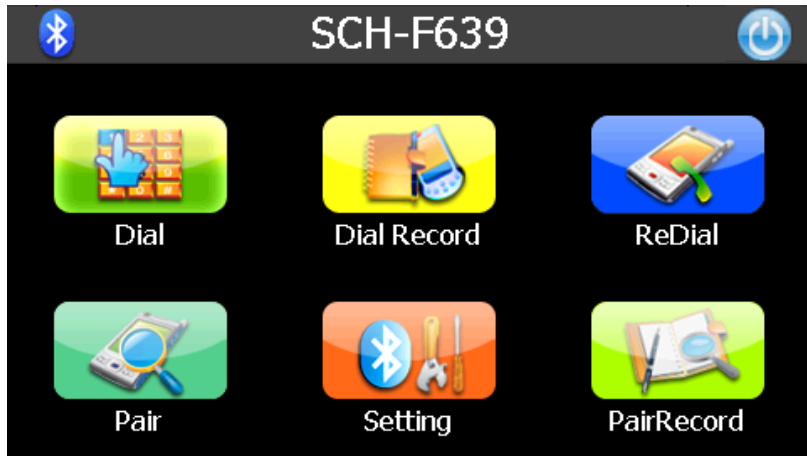 SCH-F639
Dial
Dial Record
ReDial
Pair
Setting
PairRecord